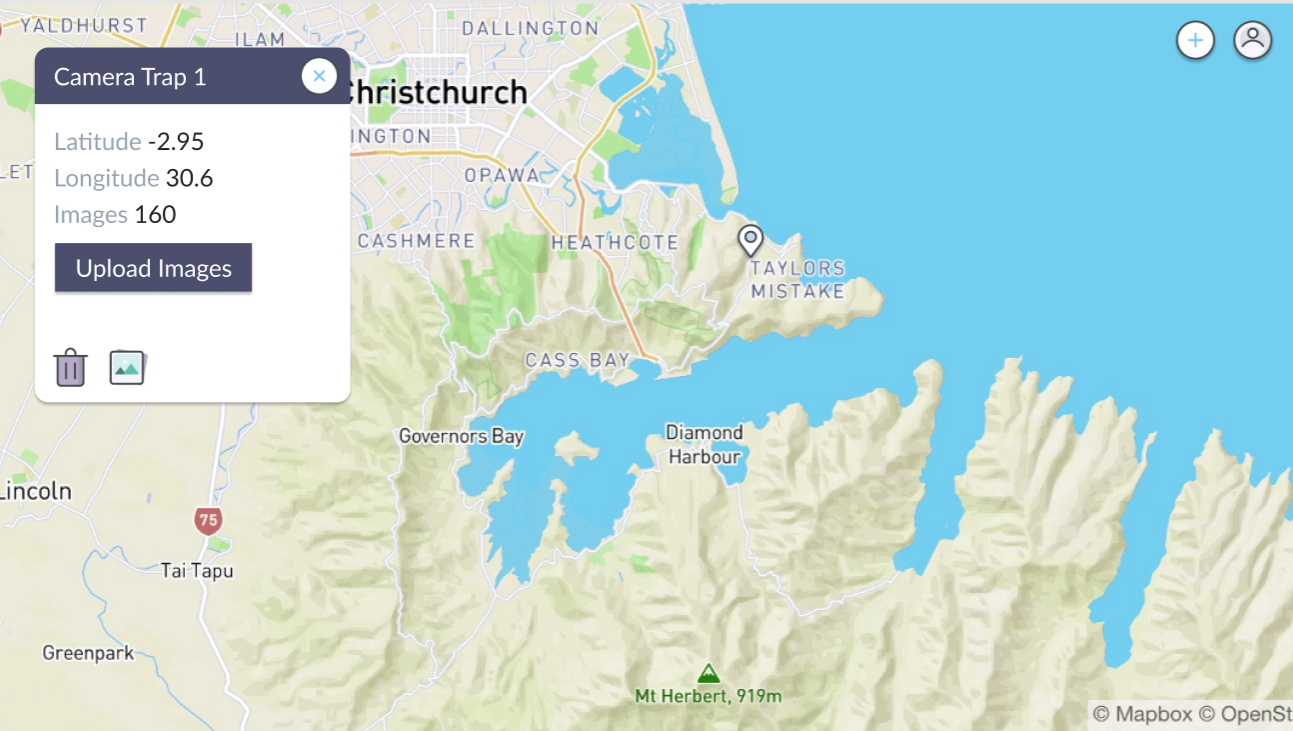 YALDHURST
ILAM
DALLINGTON
Camera Trap 1
Christchurch
Latitude -2.95
INGTON
Longitude 30.6
LET
OPAWA
Images 160
CASHMERE
HEATHCOTE
Upload Images
TAYLORS
MISTAKE
CASS BAY
Governors Bay
Diamond
Harbour
Lincoln
75
Tai Tapu
Greenpark
Mt Herbert, 919m
© Mapbox © OpenSt